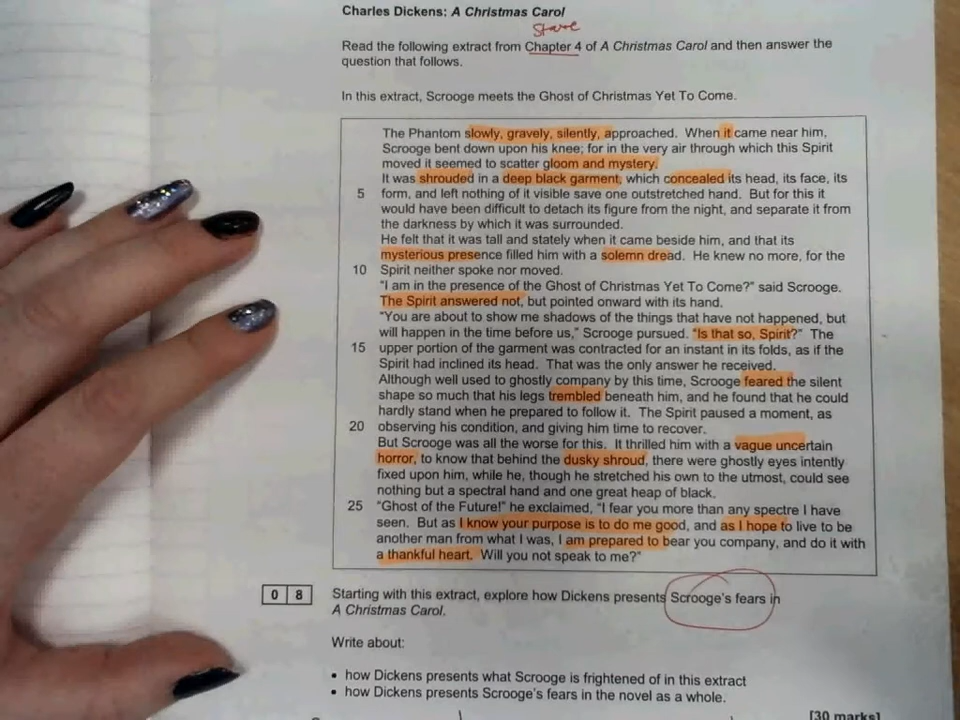 Charles Dickens: A Christmas Carol
Stave
Read the following extract from Chapter 4 of A Christmas Carol and then answer the
question that follows.
In this extract, Scrooge meets the Ghost of Christmas Yet To Come.
The Phantom slowly, gravely, silently, approached. When it came near him,
Scrooge bent down upon his knee; for in the very air through which this Spirit
moved it seemed to scatter gloom and mystery.
It was shrouded in a deep black garment, which concealed its head, its face, its
5 form, and left nothing of it visible save one outstretched hand. But for this it
would have been difficult to detach its figure from the night, and separate it from
the darkness by which it was surrounded.
He felt that it was tall and stately when it came beside him, and that its
mysterious presence filled him with a solemn dread. He knew no more, for the
10 Spirit neither spoke nor moved.
"I am in the presence of the Ghost of Christmas Yet To Come?" said Scrooge.
The Spirit answered not, but pointed onward with its hand.
"You are about to show me shadows of the things that have not happened, but
will happen in the time before us," Scrooge pursued. "Is that so, Spirit?" The
15 upper portion of the garment was contracted for an instant in its folds, as if the
Spirit had inclined its head. That was the only answer he received.
Although well used to ghostly company by this time, Scrooge feared the silent
shape so much that his legs trembled beneath him, and he found that he could
hardly stand when he prepared to follow it. The Spirit paused a moment, as
20 observing his condition, and giving him time to recover.
But Scrooge was all the worse for this. It thrilled him with a vague uncertain
horror, to know that behind the dusky shroud, there were ghostly eyes intently
fixed upon him, while he, though he stretched his own to the utmost, could see
nothing but a spectral hand and one great heap of black.
25 "Ghost of the Future!" he exclaimed, "I fear you more than any spectre I have
seen. But as I know your purpose is to do me good, and as I hope to live to be
another man from what I was, I am prepared to bear you company, and do it with
a thankful heart. Will you not speak to me?"
0 8 Starting with this extract, explore how Dickens presents Scrooge's fears in
A Christmas Carol.
Write about:
• how Dickens presents what Scrooge is frightened of in this extract
• how Dickens presents Scrooge's fears in the novel as a whole.
[30 marks]